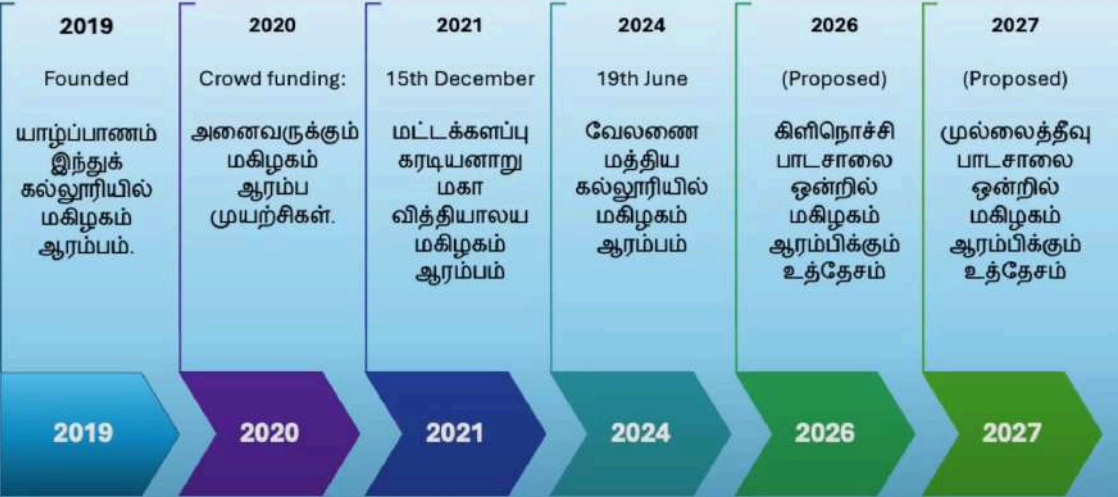 2019
Founded
யாழ்ப்பாணம்
இந்துக்
கல்லூரியில்
மகிழகம்
ஆரம்பம்.
2020
Crowd funding:
அனைவருக்கும்
மகிழகம்
ஆரம்ப
முயற்சிகள்.
2021
15th December
மட்டக்களப்பு
கரடியனாறு
மகா
வித்தியாலய
மகிழகம்
ஆரம்பம்
2024
19th June
வேலணை
மத்திய
கல்லூரியில்
மகிழகம்
ஆரம்பம்
2026
(Proposed)
கிளிநொச்சி
பாடசாலை
ஒன்றில்
மகிழகம்
ஆரம்பிக்கும்
உத்தேசம்
2027
(Proposed)
முல்லைத்தீவு
பாடசாலை
ஒன்றில்
மகிழகம்
ஆரம்பிக்கும்
உத்தேசம்
2019
2020
2021
2024
2026
2027